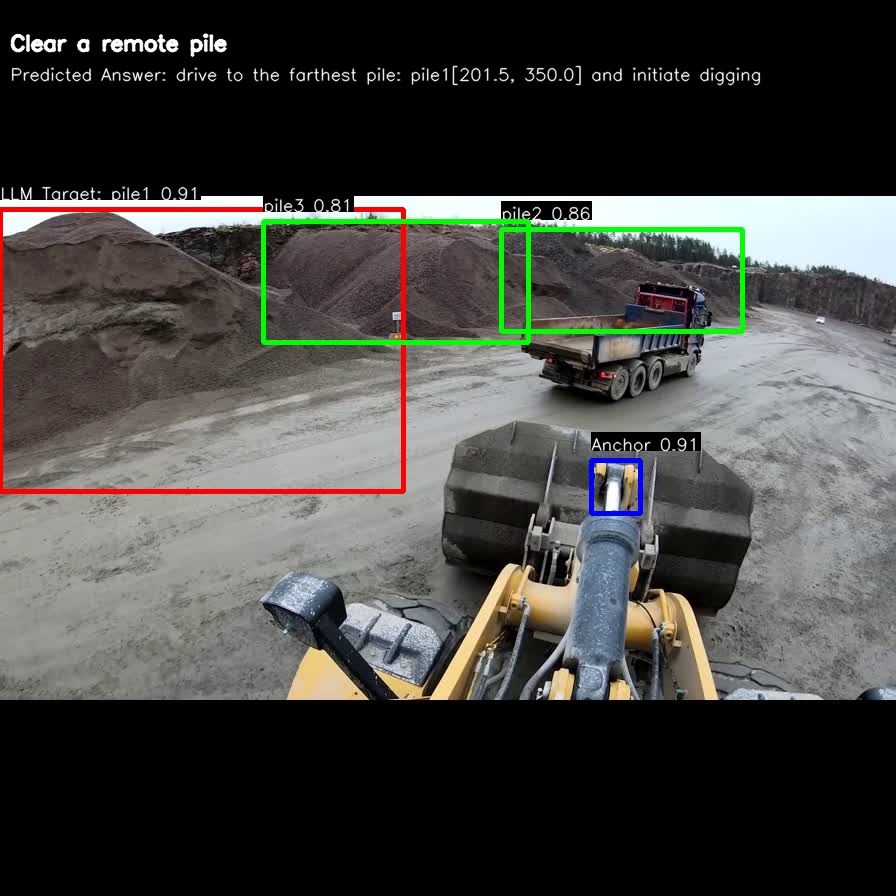 Clear a remote pile
Predicted Answer: drive to the farthest pile: pile1[201.5, 350.0] and initiate digging
LLM Target: pile1 0.91
pile3 0.81
pile2 0.86
Anchor 0.91